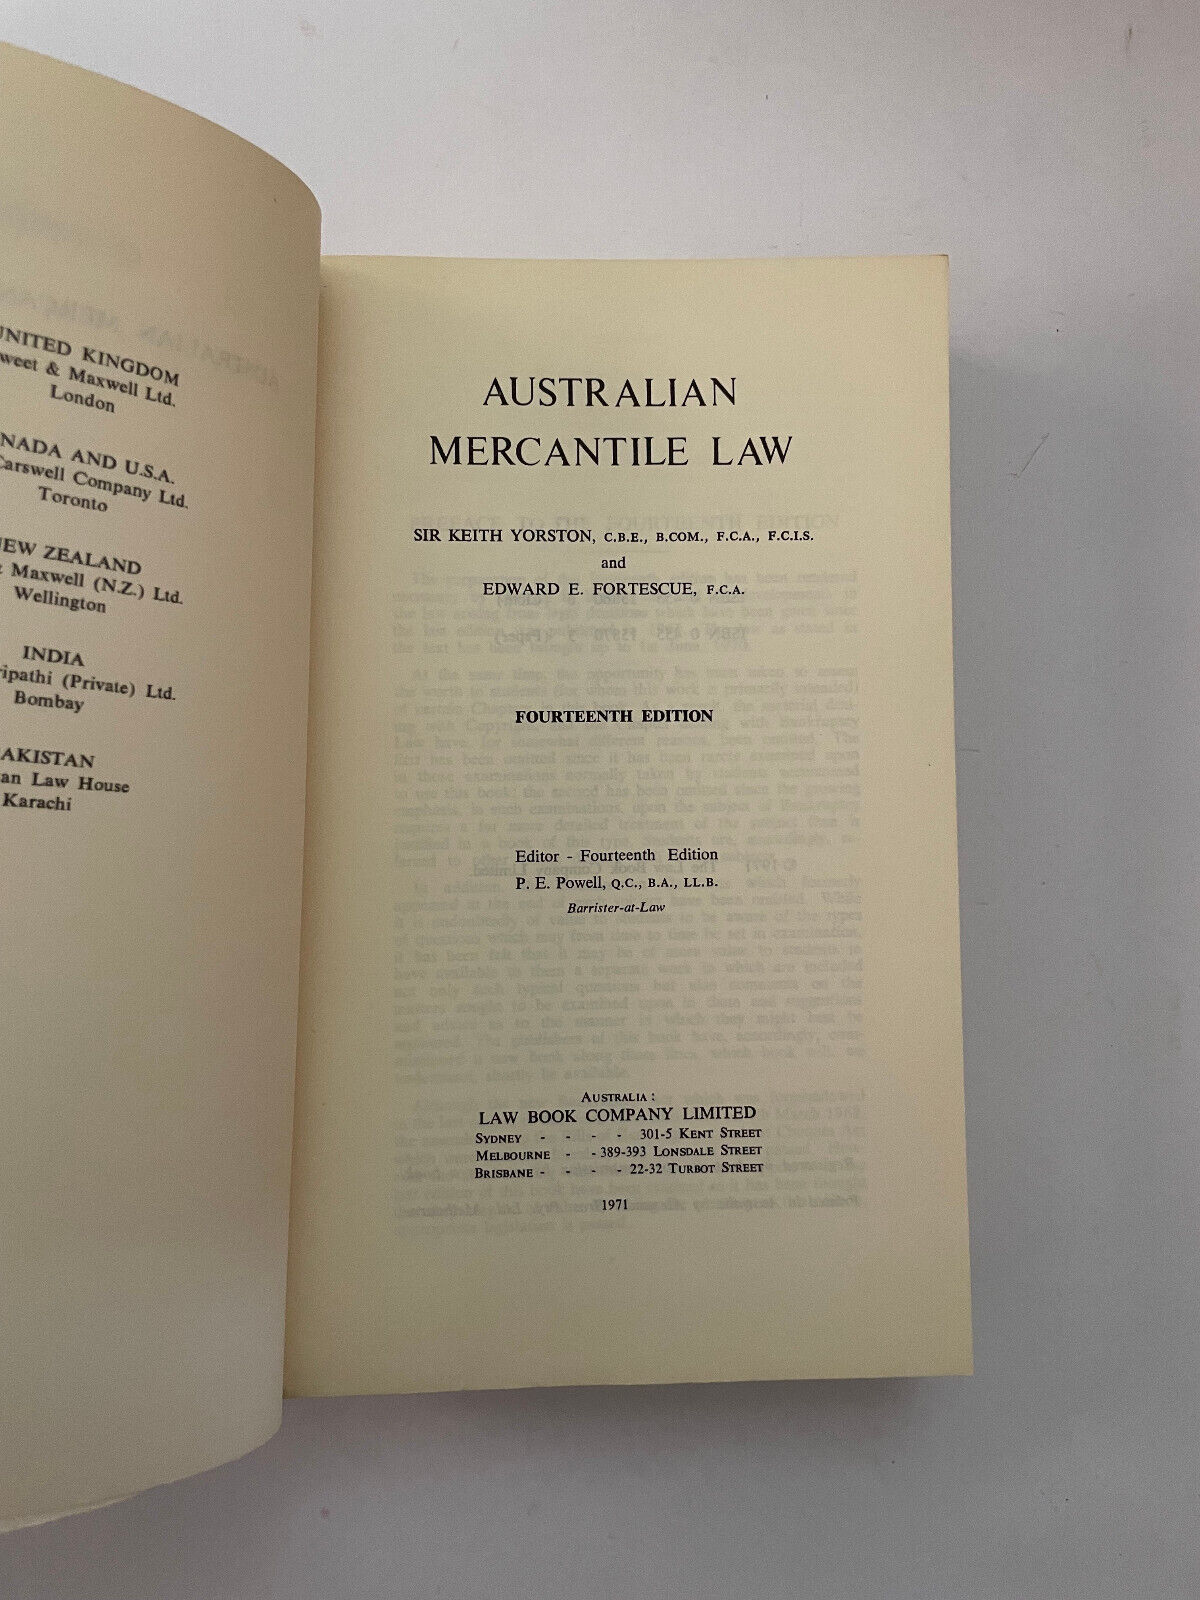 UNITED KINGDOM
weet & Maxwell Ltd.
London
NADA AND U.S.A.
Carswell Company Ltd.
Toronto
EW ZEALAND
& Maxwell (N.Z.) Ltd.
Wellington
INDIA
ripathi (Private) Ltd.
Bombay
AKISTAN
an Law House
Karachi
AUSTRALIAN
MERCANTILE LAW
SIR KEITH YORSTON, C.B.E., B.COM., F.C.A., F.C.I.S.
and
EDWARD E. FORTESCUE, F.C.A.
FOURTEENTH EDITION
Editor - Fourteenth Edition
P. E. Powell, Q.C., B.A., LL.B.
Barrister-at-Law
AUSTRALIA :
LAW BOOK COMPANY LIMITED
SYDNEY - - - - 301-5 KENT STREET
MELBOURNE - - 389-393 LONSDALE STREET
BRISBANE - - - - 22-32 TURBOT STREET
1971